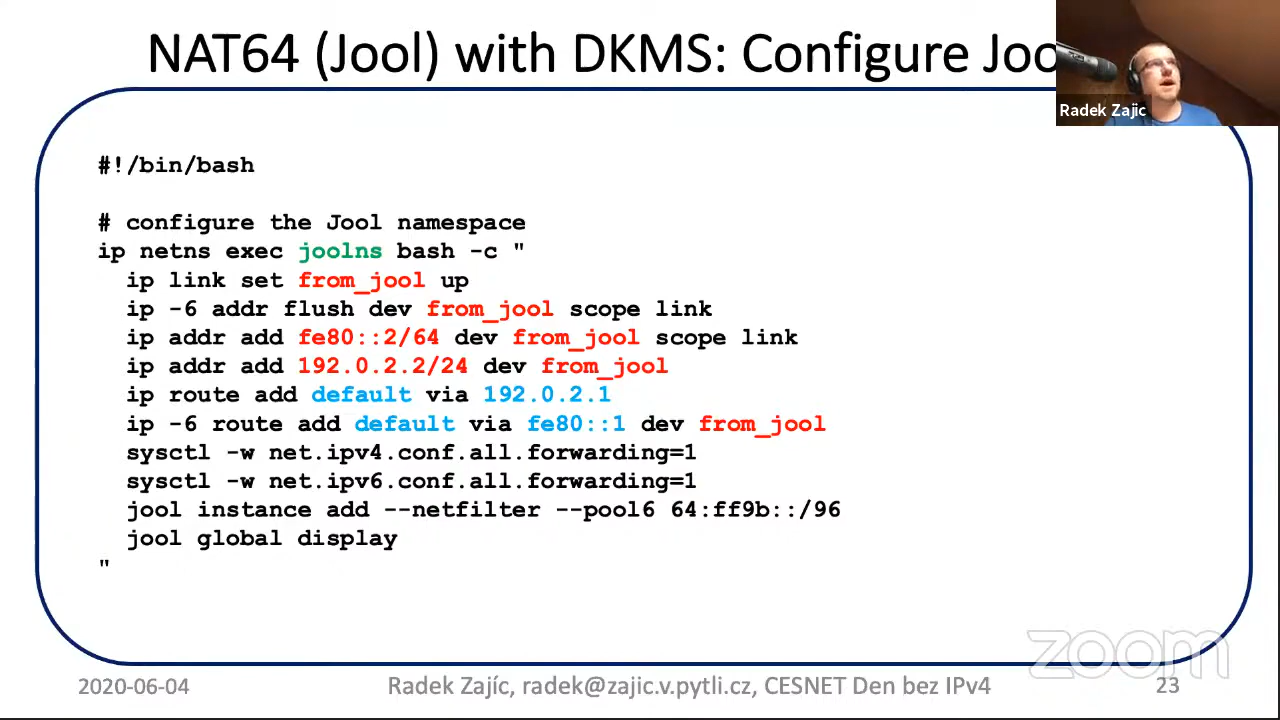 NAT64 (Jool) with DKMS: Configure Joo
Radek Zajic
#!/bin/bash
# configure the Jool namespace
ip netns exec joolns bash -c "
ip link set from_jool up
ip -6 addr flush dev from_jool scope link
ip addr add fe80::2/64 dev from_jool scope link
ip addr add 192.0.2.2/24 dev from_jool
ip route add default via 192.0.2.1
ip -6 route add default via fe80::1 dev from_jool
sysctl -w net.ipv4.conf.all.forwarding=1
sysctl -w net.ipv6.conf.all.forwarding=1
jool instance add --netfilter --pool6 64:ff9b::/96
jool global display
"
zoom
2020-06-04
Radek Zajíc, radek@zajic.v.pytli.cz, CESNET Den bez IPv4
23